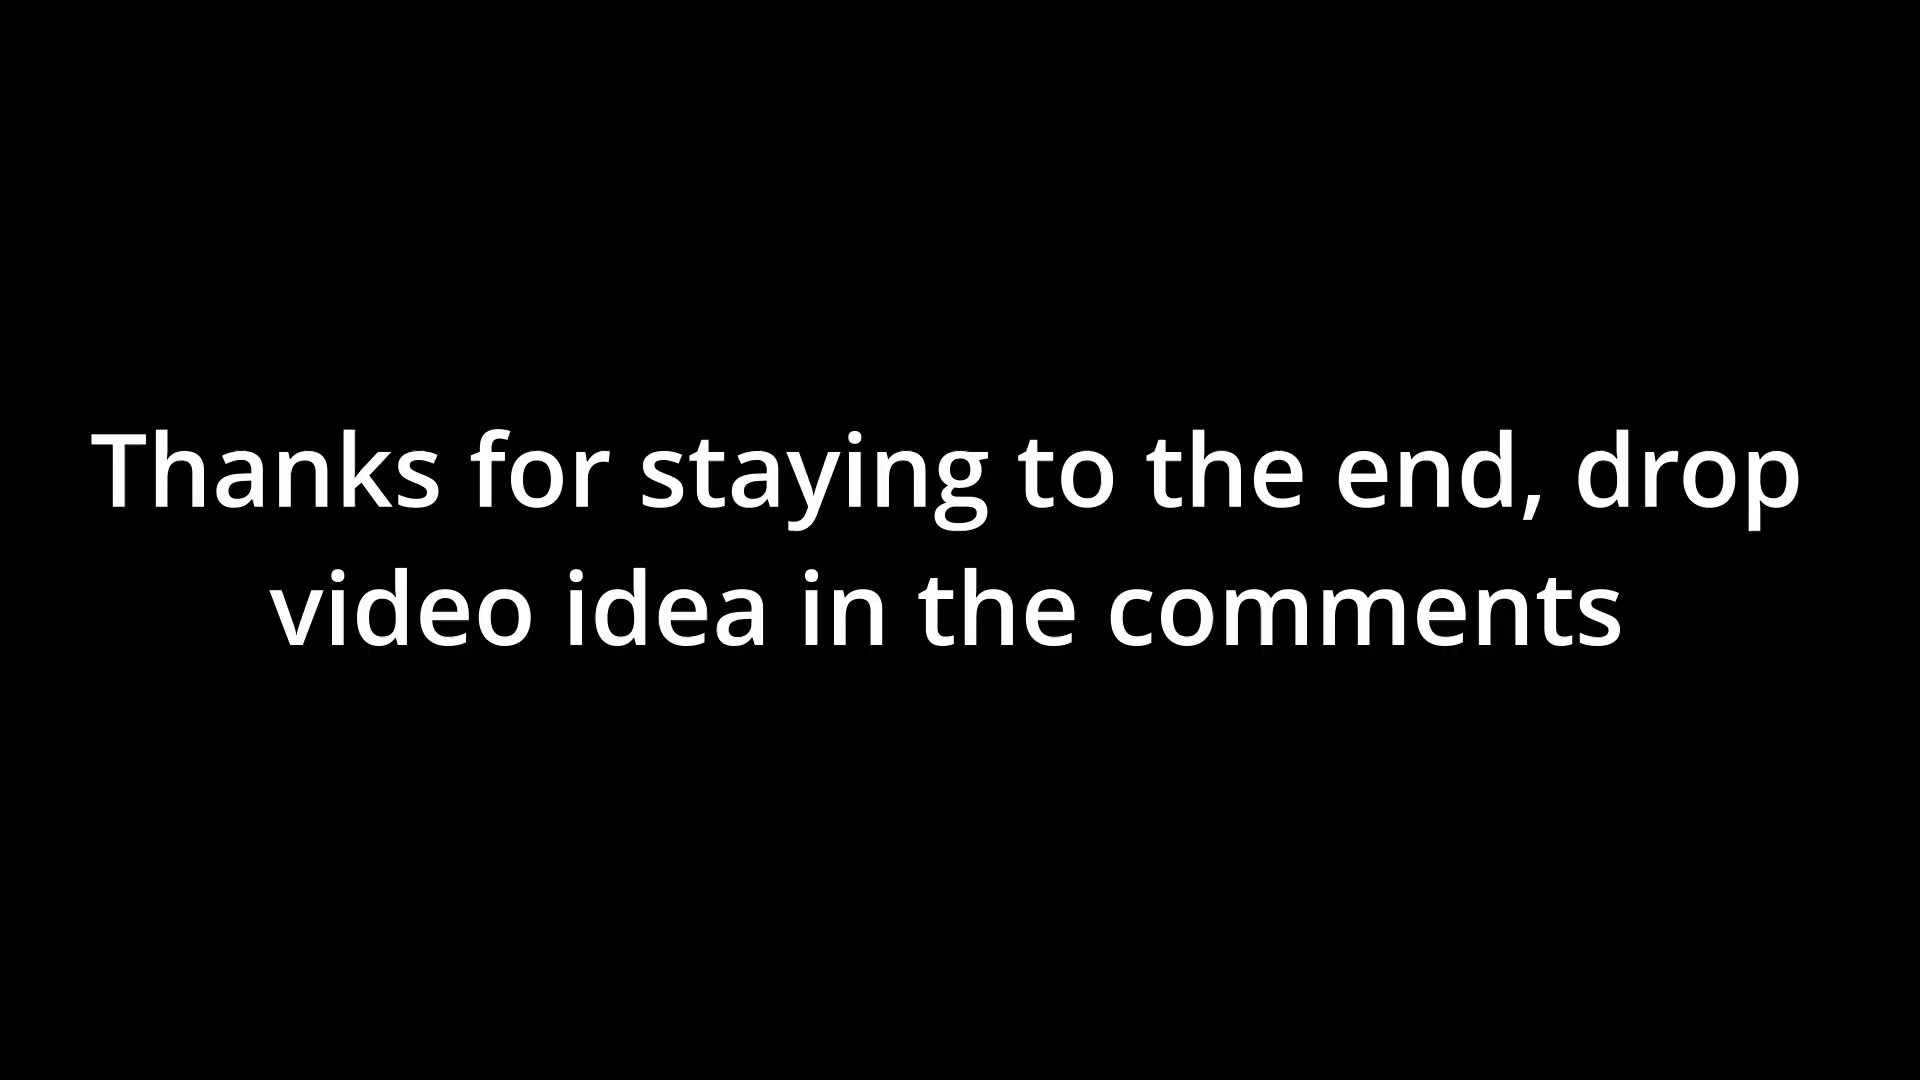 Thanks for staying to the end, drop
video idea in the comments